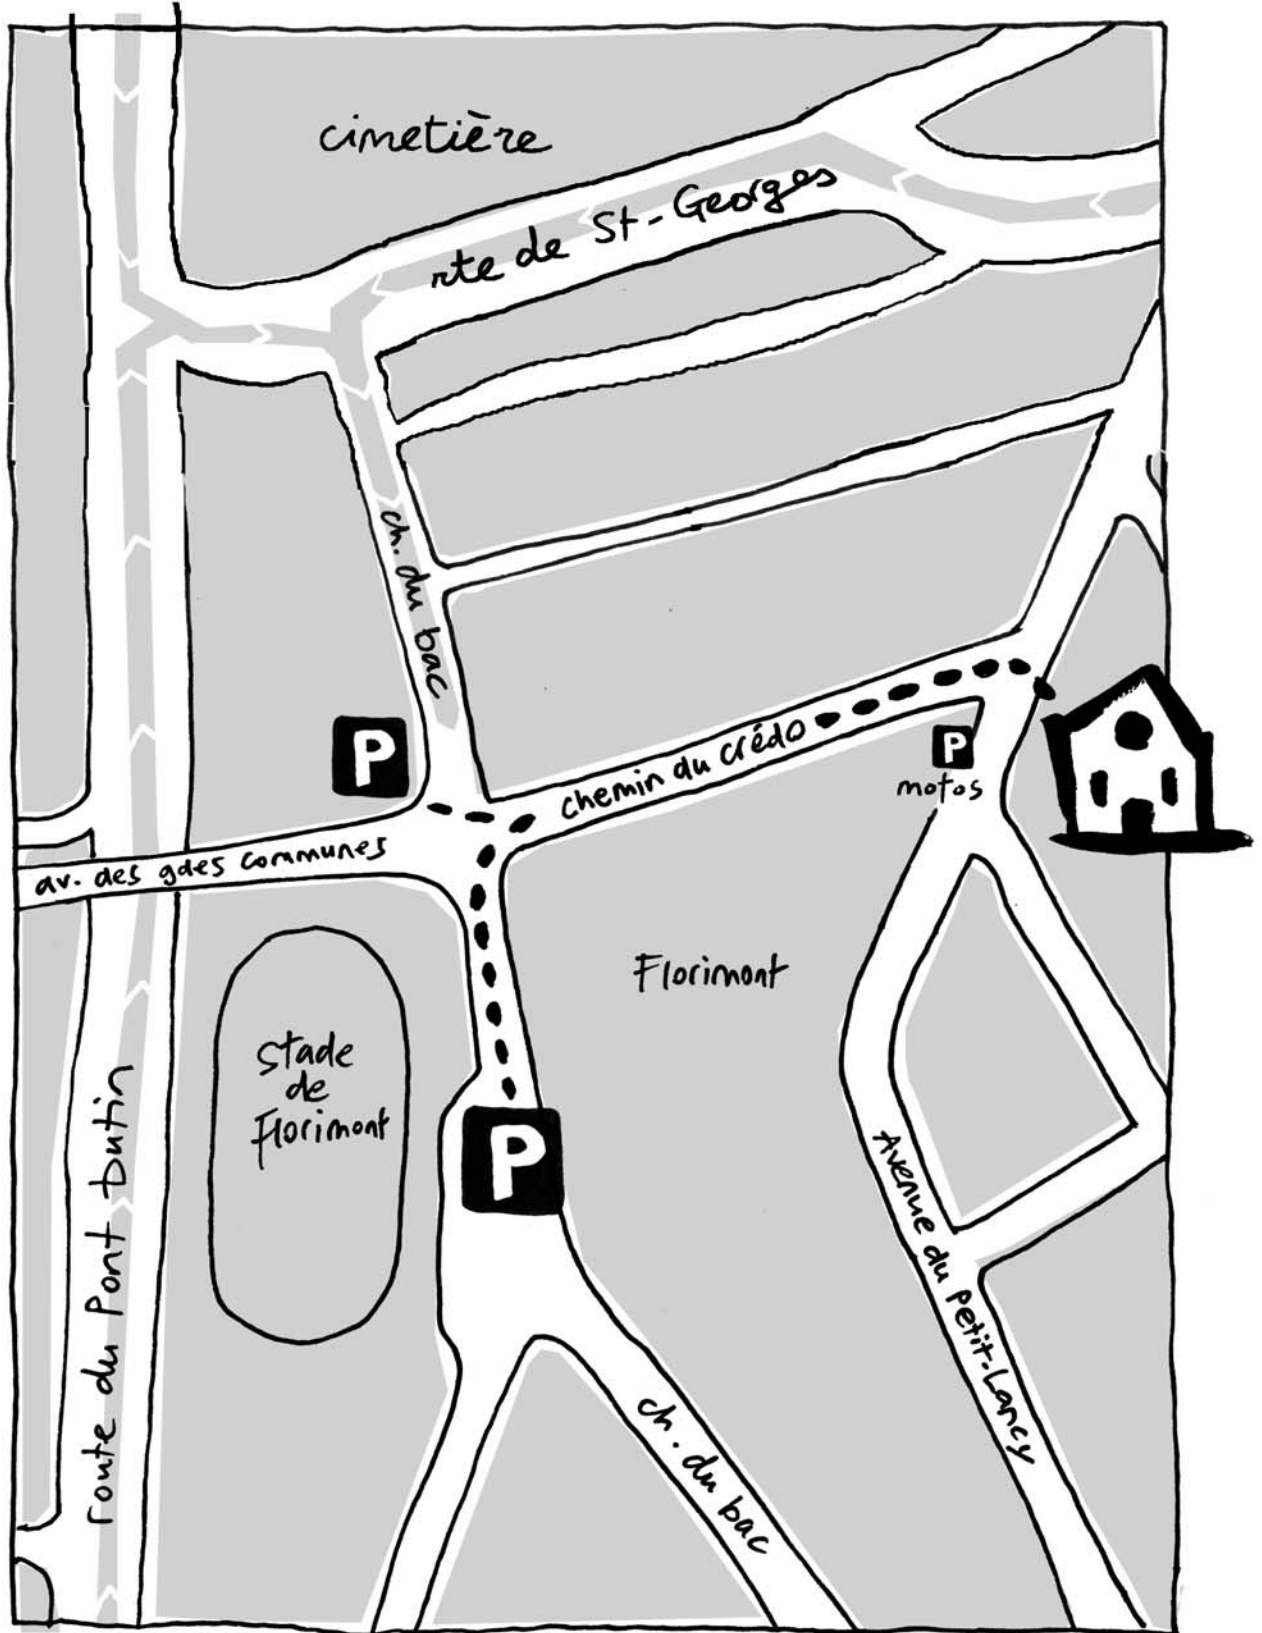 cimetière
rte de St-Georges
ch. du bac
P
chemin du crédo
P
motos
av. des gdes communes
Florimont
stade
de
Florimont
route du Pont butin
P
Avenue du Petit-Lancy
ch. du bac